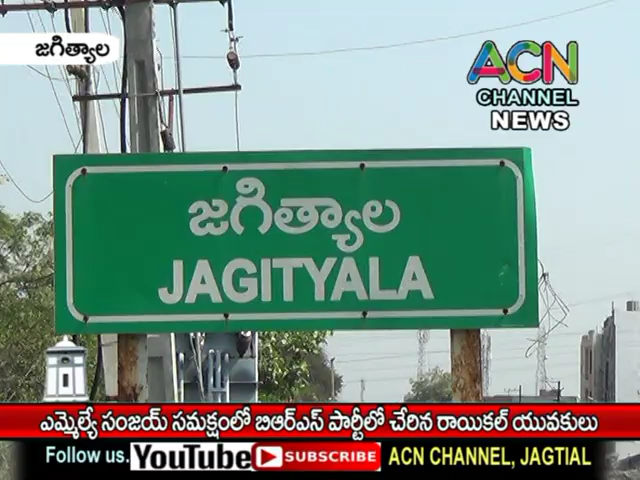 జగిత్యాల
ACN
CHANNEL
NEWS
జగిత్యాల
JAGITYALA
ఎమ్మెల్యే సంజయ్ సమక్షంలో బిఆర్ఎస్ పార్టీలో చేరిన రాయికల్ యువకులు
Follow us. YouTube SUBSCRIBE ACN CHANNEL, JAGTIAL